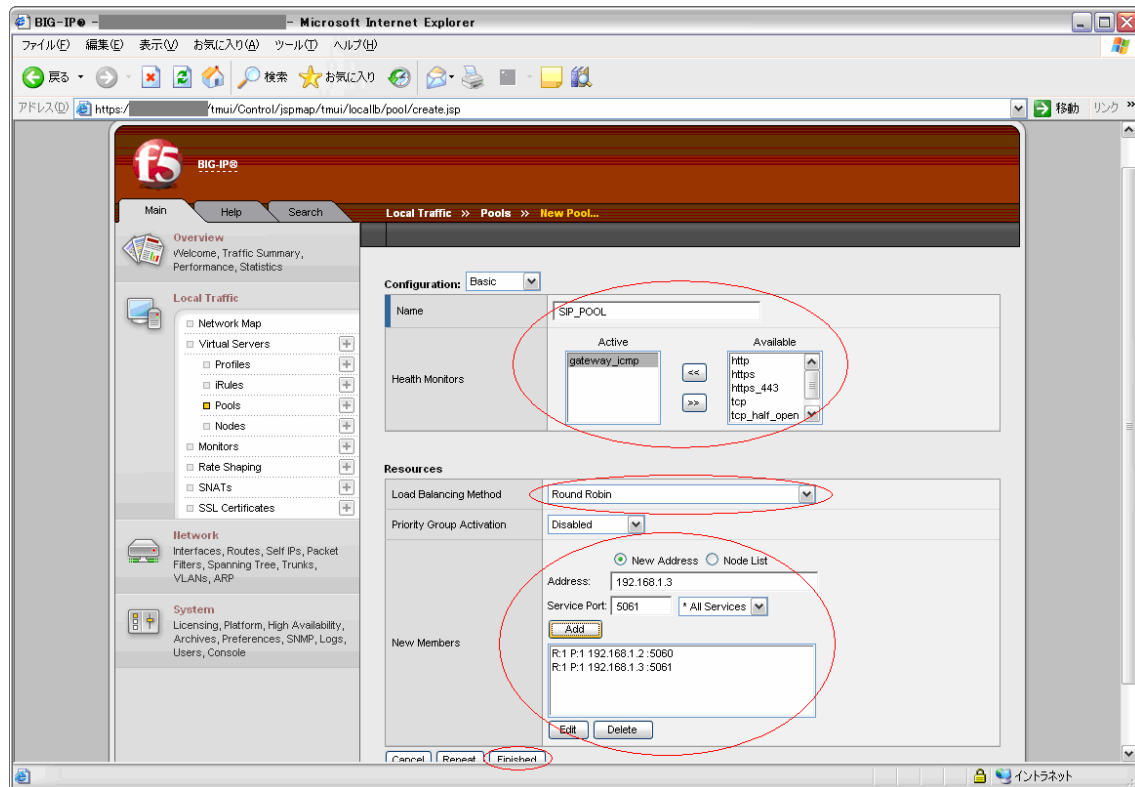 BIG-IP® - - Microsoft Internet Explorer
ファイル(F) 編集(E) 表示(V) お気に入り(A) ツール(T) ヘルプ(H)
戻る 検索 お気に入り
アドレス(D) https:/ /tmui/Control/jspmap/tmui/locallb/pool/create.jsp 移動 リンク »
f5 BIG-IP®
Main Help Search Local Traffic » Pools » New Pool...
Overview
Welcome, Traffic Summary,
Performance, Statistics
Local Traffic
Network Map
Virtual Servers
Profiles
iRules
Pools
Nodes
Monitors
Rate Shaping
SNATs
SSL Certificates
Network
Interfaces, Routes, Self IPs, Packet
Filters, Spanning Tree, Trunks,
VLANs, ARP
System
Licensing, Platform, High Availability,
Archives, Preferences, SNMP, Logs,
Users, Console
Configuration: Basic
Name SIP_POOL
Active Available
Health Monitors
gateway_icmp
<< >>
http
https
https_443
tcp
tcp_half_open
Resources
Load Balancing Method Round Robin
Priority Group Activation Disabled
New Members
New Address Node List
Address: 192.168.1.3
Service Port: 5061 * All Services
Add
R:1 P:1 192.168.1.2 :5060
R:1 P:1 192.168.1.3 :5061
Edit Delete
Cancel Repeat Finished
イントラネット